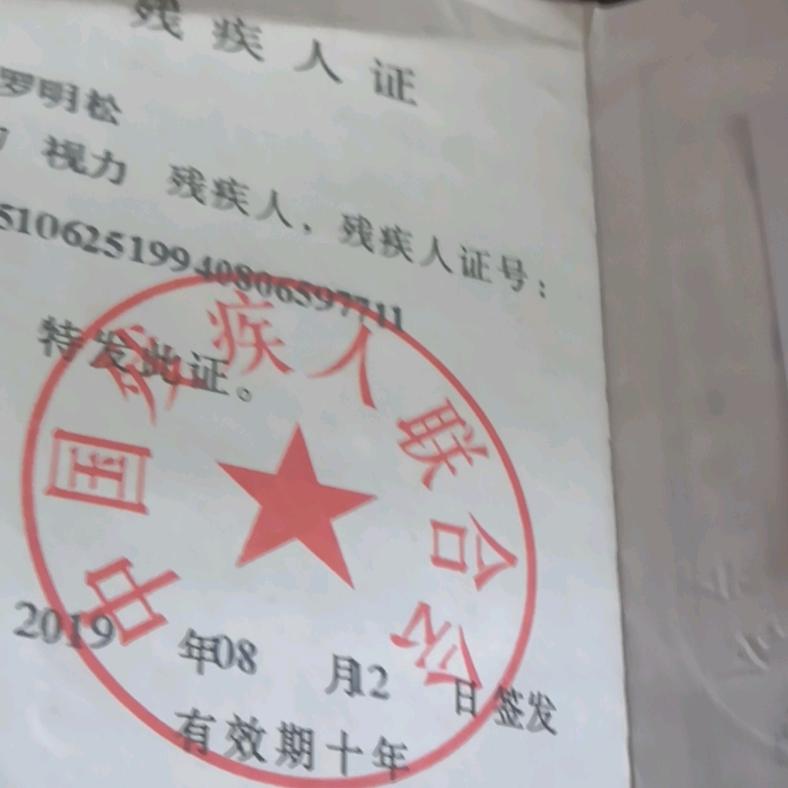 残疾人证
罗明松
视力 残疾人，残疾人证号：
51062519940806597711
特发此证。
中国残疾人联合会
2019 年08 月12 日签发
有效期十年